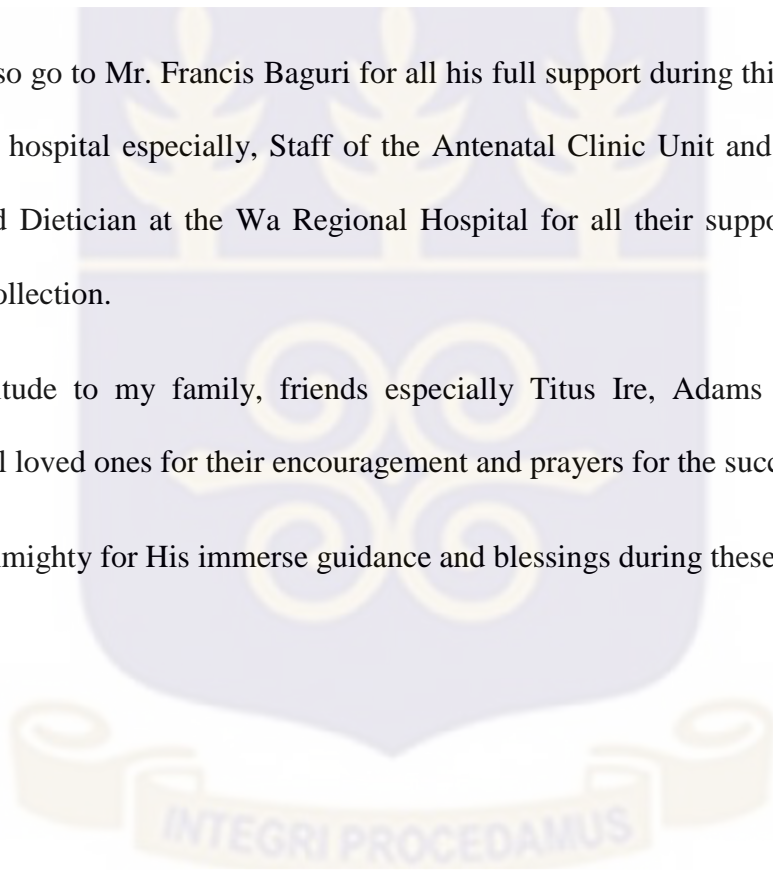 so go to Mr. Francis Baguri for all his full support during thi
hospital especially, Staff of the Antenatal Clinic Unit and
d Dietician at the Wa Regional Hospital for all their suppo
ollection.
itude to my family, friends especially Titus Ire, Adams
l loved ones for their encouragement and prayers for the succ
mighty for His immerse guidance and blessings during these
INTEGRI PROCEDAMUS